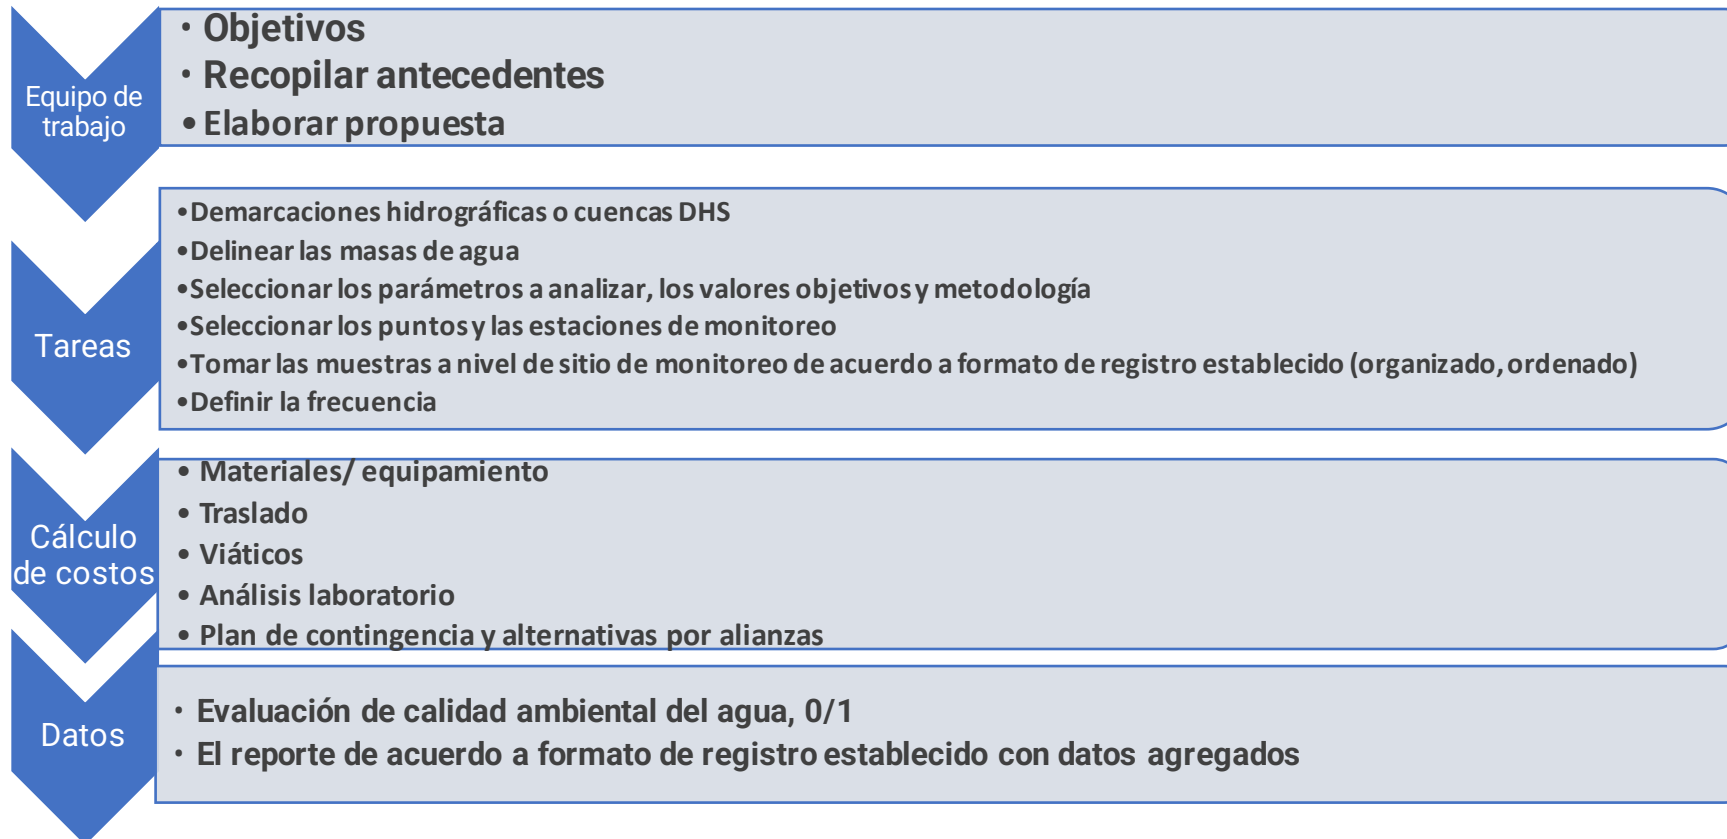 Equipo de
trabajo
· Objetivos
· Recopilar antecedentes
• Elaborar propuesta
Tareas
•Demarcaciones hidrográficas o cuencas DHS
•Delinear las masas de agua
•Seleccionar los parámetros a analizar, los valores objetivos y metodología
•Seleccionar los puntos y las estaciones de monitoreo
•Tomar las muestras a nivel de sitio de monitoreo de acuerdo a formato de registro establecido (organizado, ordenado)
•Definir la frecuencia
Cálculo
de costos
• Materiales/ equipamiento
• Traslado
• Viáticos
• Análisis laboratorio
• Plan de contingencia y alternativas por alianzas
Datos
· Evaluación de calidad ambiental del agua, 0/1
· El reporte de acuerdo a formato de registro establecido con datos agregados